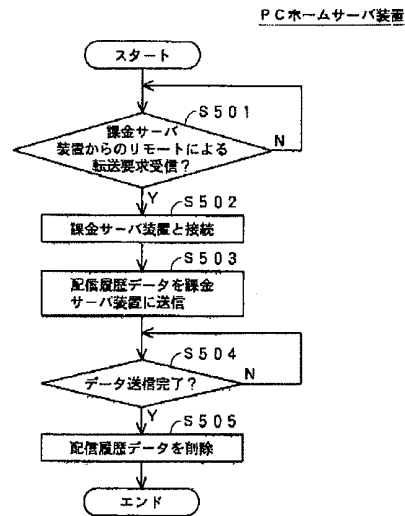 PCホームサーバ装置
スタート
S501
課金サーバ
装置からのリモートによる
転送要求受信?
N
Y
S502
課金サーバ装置と接続
S503
配信履歴データを課金
サーバ装置に送信
S504
データ送信完了?
N
Y
S505
配信履歴データを削除
エンド